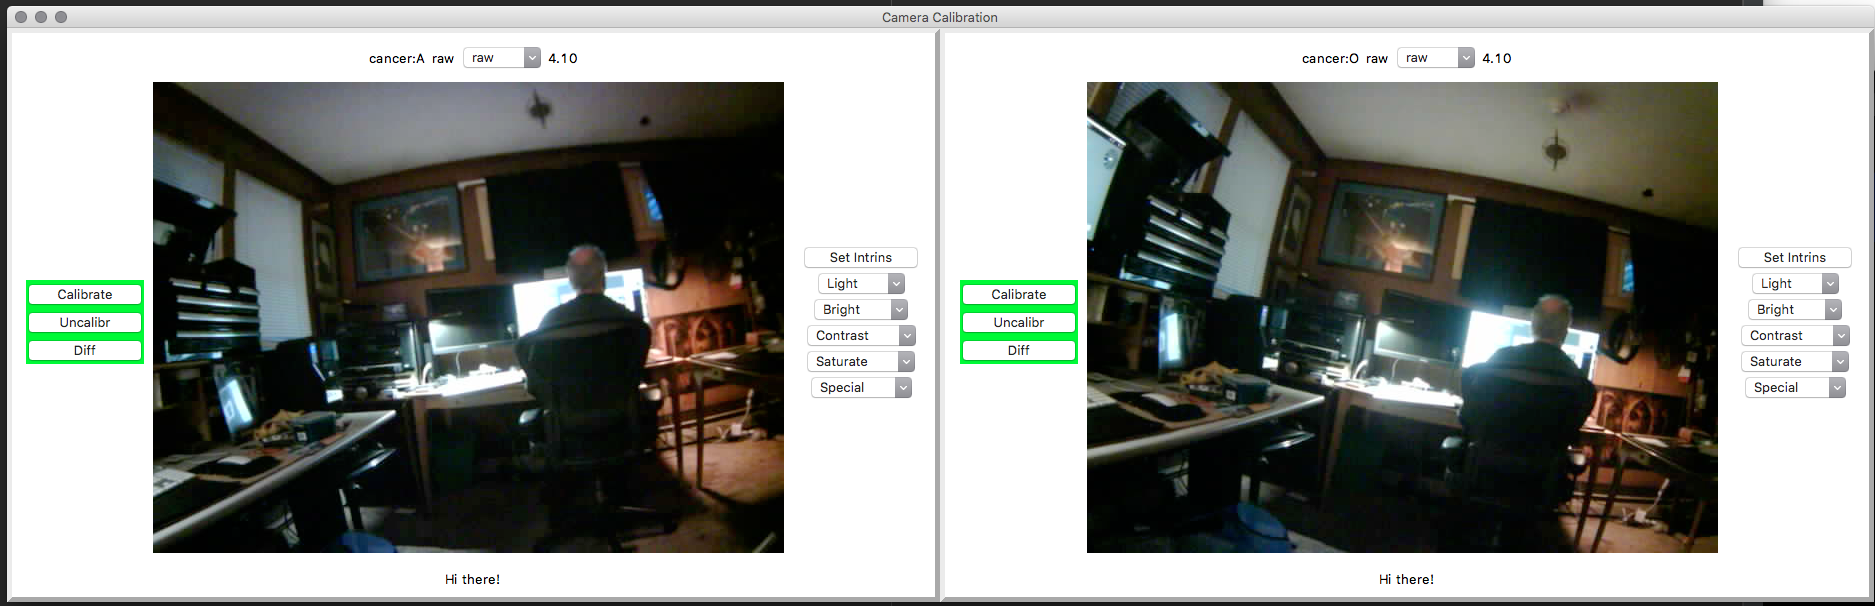 Camera Calibration
cancer:A raw raw 4.10
Calibrate
Uncalibr
Diff
Set Intrins
Light
Bright
Contrast
Saturate
Special
Hi there!
cancer:O raw raw 4.10
Calibrate
Uncalibr
Diff
Set Intrins
Light
Bright
Contrast
Saturate
Special
Hi there!